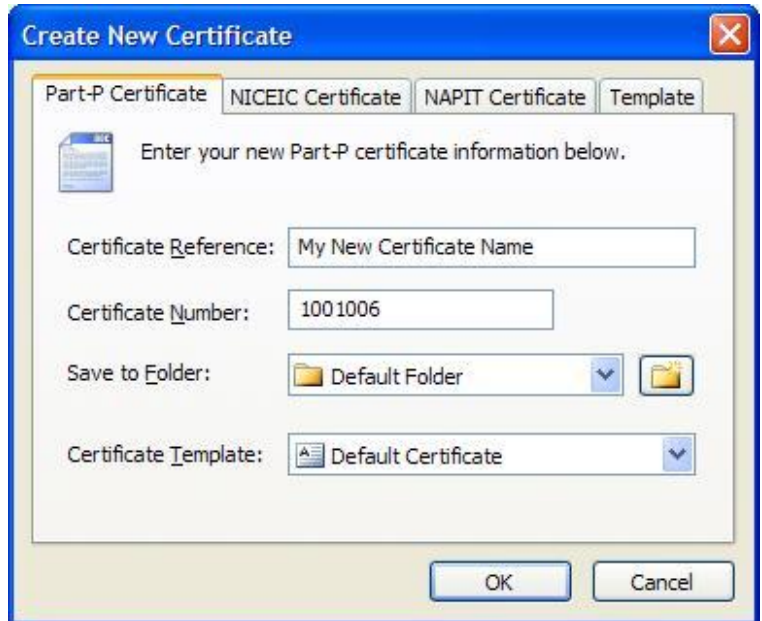 Create New Certificate
Part-P Certificate NICEIC Certificate NAPIT Certificate Template
Enter your new Part-P certificate information below.
Certificate Reference: My New Certificate Name
Certificate Number: 1001006
Save to Folder: Default Folder
Certificate Template: Default Certificate
OK Cancel